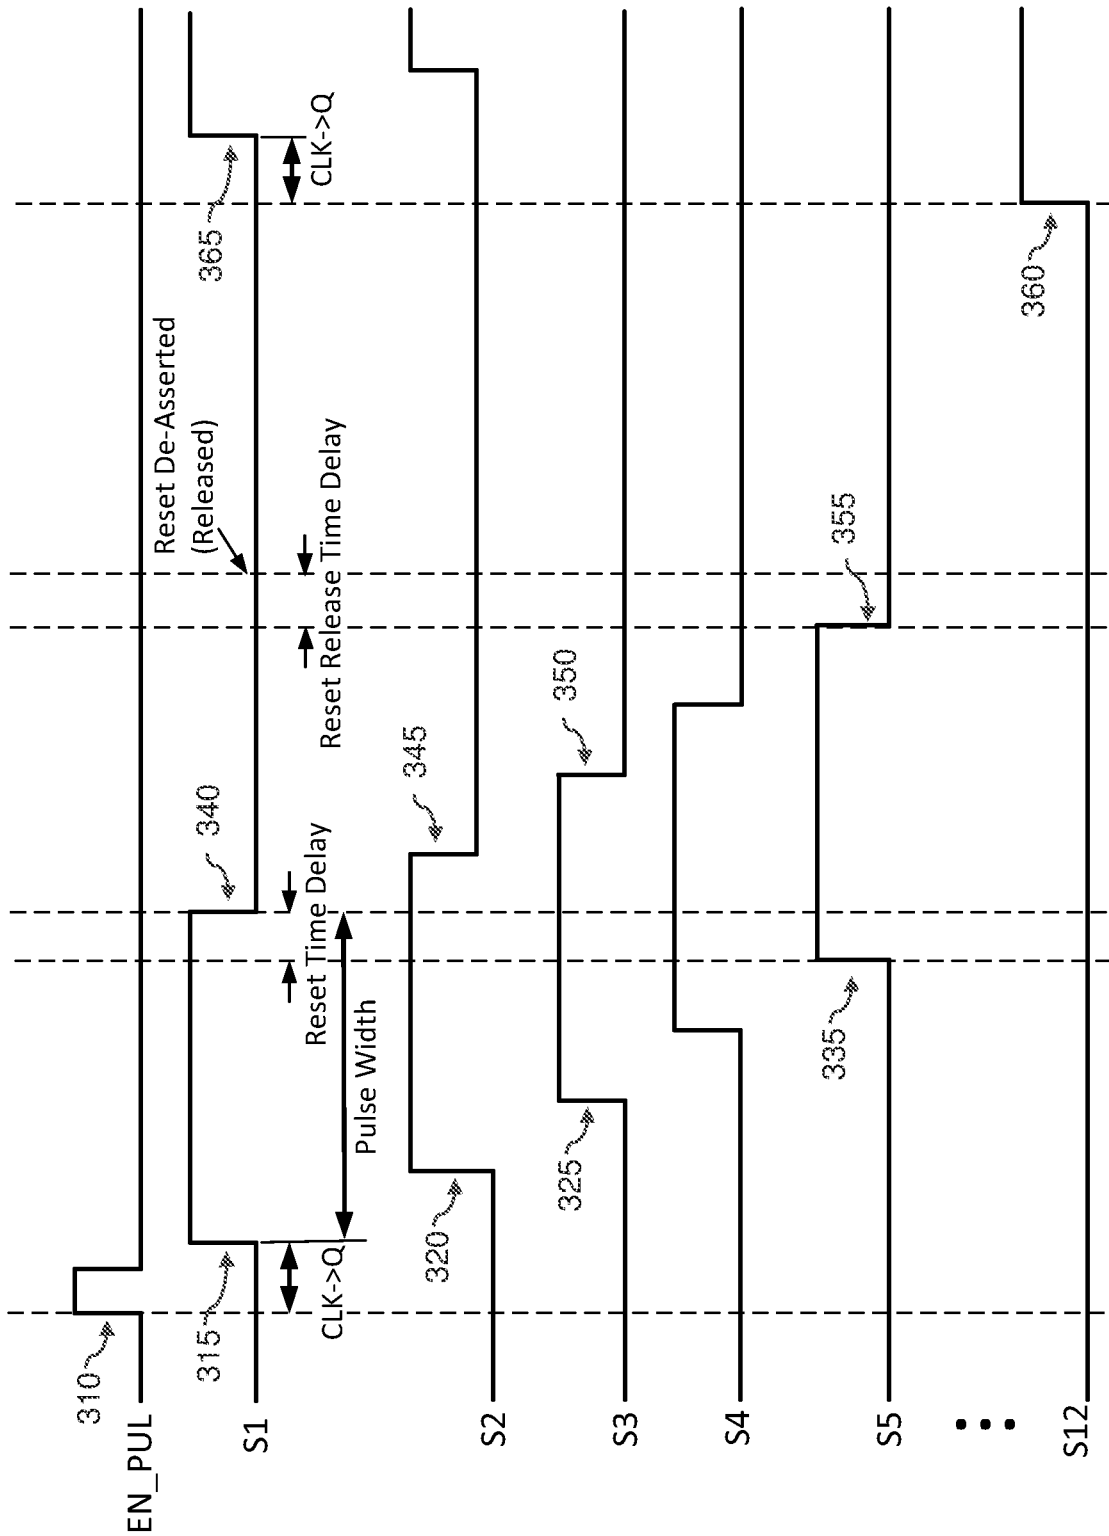 EN_PUL
310
S1
315
340
Reset De-Asserted
(Released)
365
CLK->Q
Reset Time Delay
Reset Release Time Delay
CLK->Q
Pulse Width
S2
320
345
S3
325
350
S4
S5
335
355
S12
360